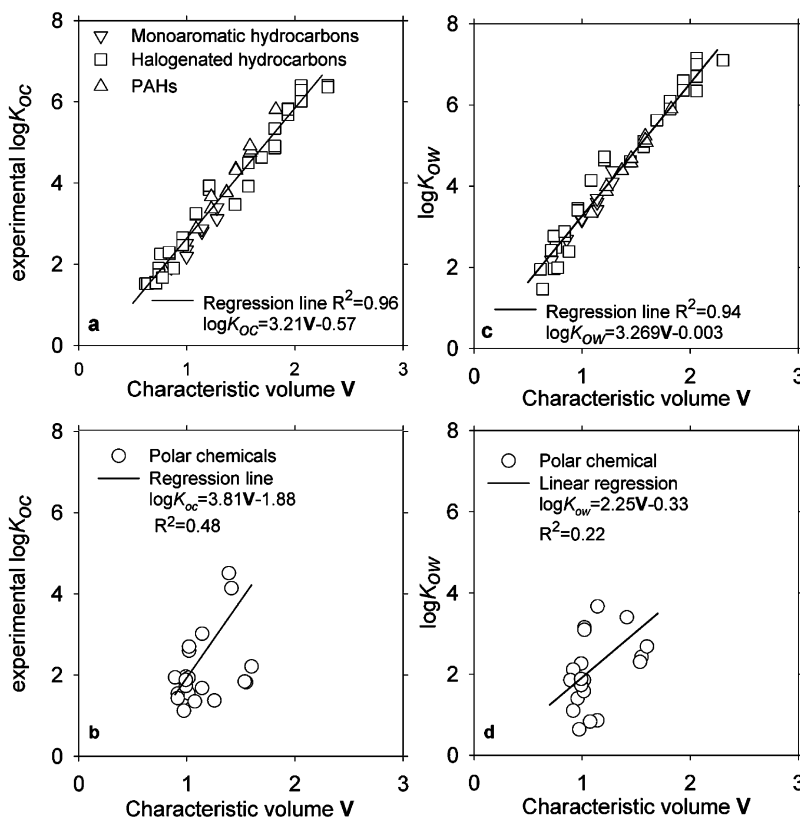 8
6
4
2
0
0
1
2
3
experimental logKOC
Monoaromatic hydrocarbons
Halogenated hydrocarbons
PAHs
Regression line R2=0.96
logKOC=3.21V-0.57
a
Characteristic volume V
8
6
4
2
0
0
1
2
3
logKOW
Regression line R2=0.94
logKOW=3.269V-0.003
c
Characteristic volume V
8
6
4
2
0
0
1
2
3
experimental logKOC
Polar chemicals
Regression line
logKoc=3.81V-1.88
R2=0.48
b
Characteristic volume V
8
6
4
2
0
0
1
2
3
logKOW
Polar chemical
Linear regression
logKow=2.25V-0.33
R2=0.22
d
Characteristic volume V